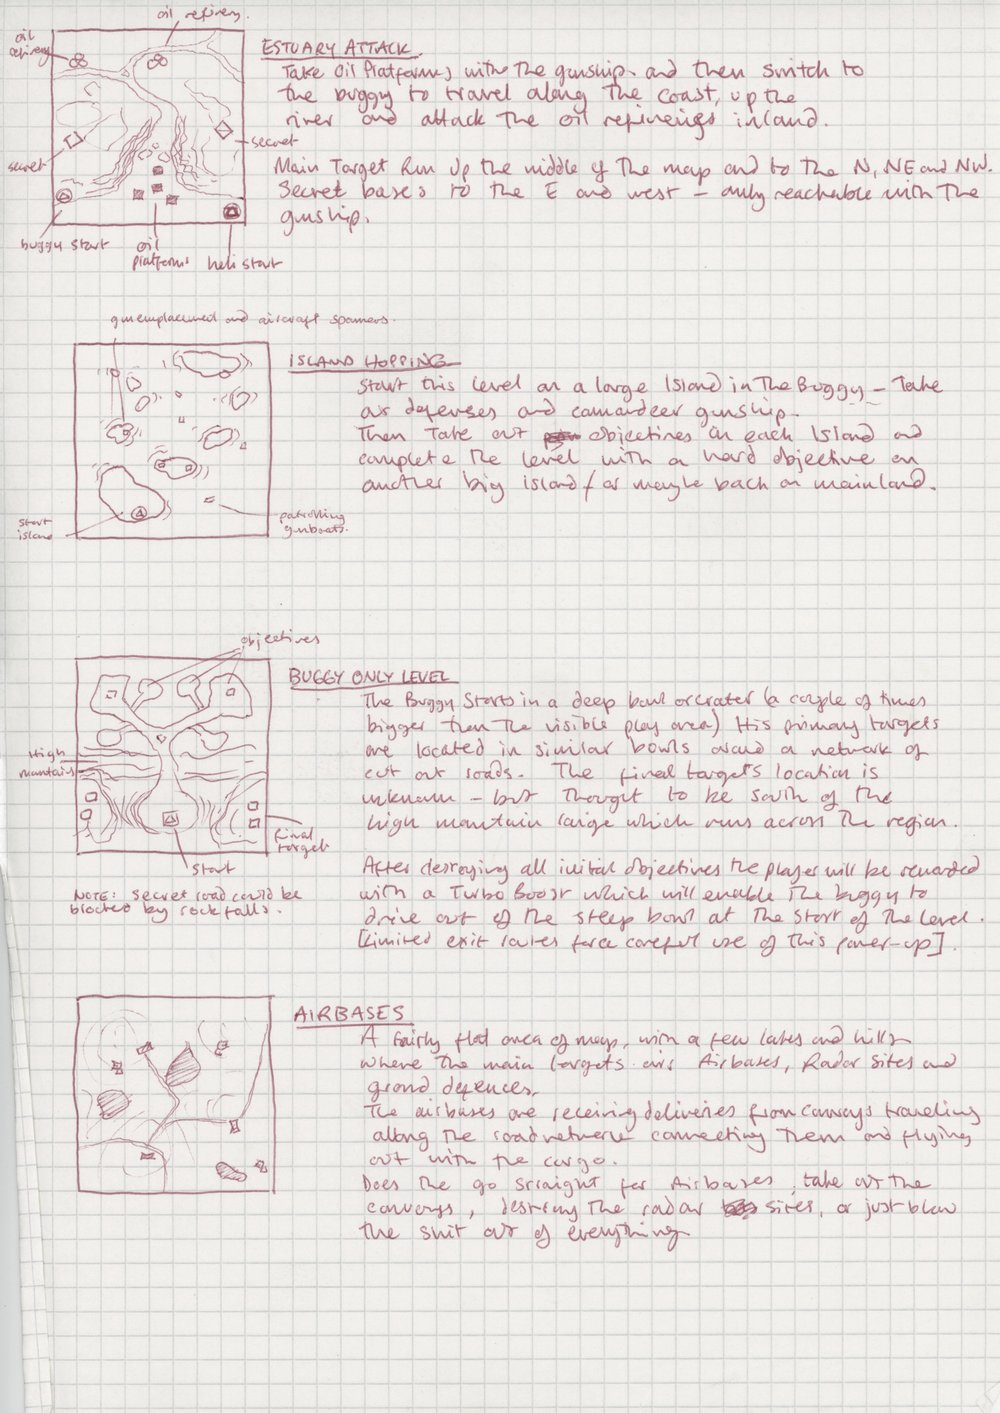 oil refinery.
oil
refinery
ESTUARY ATTACK
Take Oil Platforms with the gunship and then switch to
the buggy to travel along the coast, up the
river and attack the oil refinerys inland.
Main Target Run Up the middle of the map and to the N, NE and NW.
Secret bases to the E and west – only reachable with the
gunship.
secret
secret
buggy start
oil
platforms
heli start
gunemplacement and aircraft spawners.
ISLAND HOPPING
Start this level on a large Island in The Buggy – Take
out defenses and comandeer gunship.
Then Take out objectives on each Island and
complete the level with a hard objective on
another big island / or maybe back on mainland.
start
island
patrolling
gunboats.
objectives
BUGGY ONLY LEVEL
The Buggy Starts in a deep bowl or crater (a couple of times
bigger then the visible play area) His primary targets
are located in similar bowls around a network of
cut out roads. The final targets location is
unknown – but thought to be south of the
high mountain range which runs across the region.
High
mountains
final
target
start
NOTE: secret road could be
blocked by rock falls.
After destroying all initial objectives the player will be rewarded
with a Turbo Boost which will enable the buggy to
drive out of the steep bowl at the start of the level.
[Limited exit routes force careful use of this power-up].
AIRBASES
A fairly flat area of map, with a few lakes and hills
where the main targets are Airbases, Radar Sites and
ground defences.
The airbases are receiving deliveries from convoys traveling
along the road network connecting them and flying
out with the cargo.
Does the go straight for Airbases, take out the
convoys, destroy the radar sites, or just blow
the shit out of everything